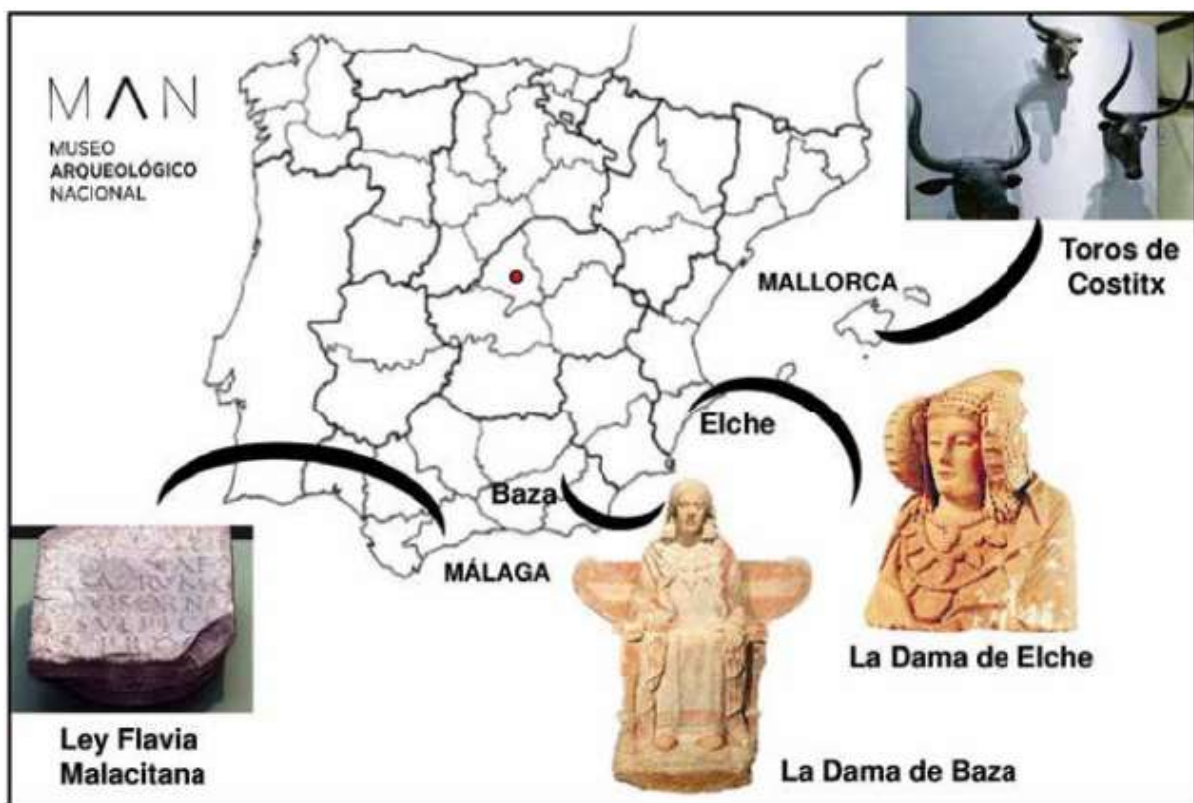 MAN
MUSEO
ARQUEOLÓGICO
NACIONAL
Toros de
Costitx
MALLORCA
Elche
Baza
MÁLAGA
La Dama de Elche
Ley Flavia
Malacitana
La Dama de Baza